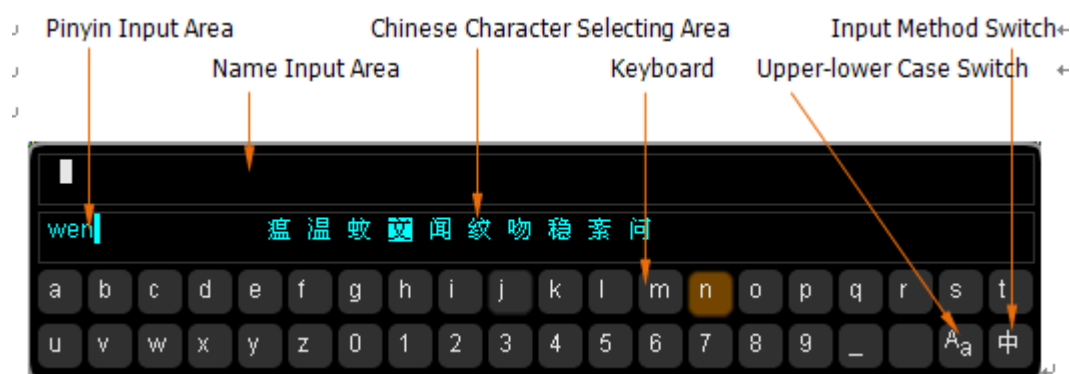 Pinyin Input Area Chinese Character Selecting Area Input Method Switch
Name Input Area Keyboard Upper-lower Case Switch
wen 瘟 温 蚊 文 闻 纹 吻 稳 紊 问
a b c d e f g h i j k l m n o p q r s t
u v w x y z 0 1 2 3 4 5 6 7 8 9 _ Aa 中